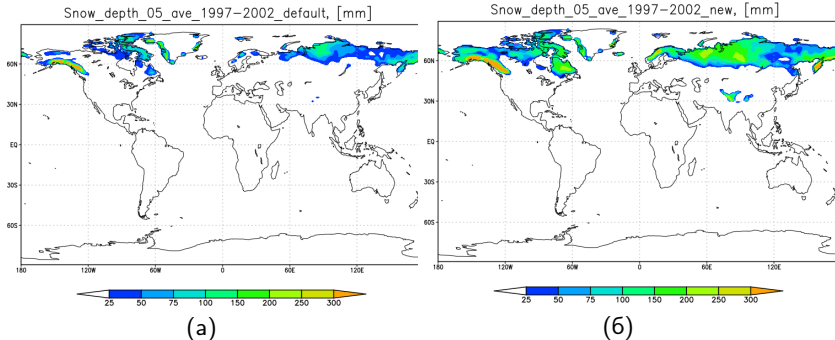 Snow_depth_05_ave_1997-2002_default, [mm]
60N
30N
EQ
30S
60S
180 120W 60W 0 60E 120E
25 50 75 100 150 200 250 300
(а)
Snow_depth_05_ave_1997-2002_new, [mm]
60N
30N
EQ
30S
60S
180 120W 60W 0 60E 120E
25 50 75 100 150 200 250 300
(б)